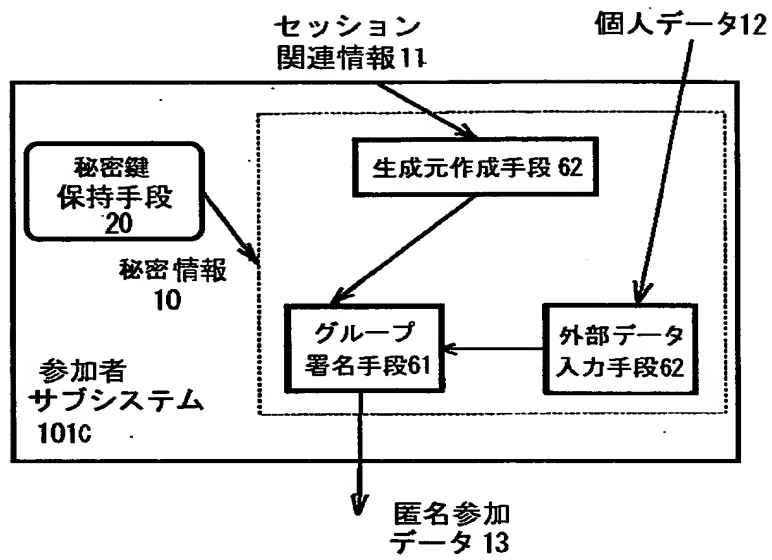 セッション
関連情報11
個人データ12
秘密鍵
保持手段
20
生成元作成手段62
秘密情報
10
グループ
署名手段61
外部データ
入力手段62
参加者
サブシステム
101c
匿名参加
データ13